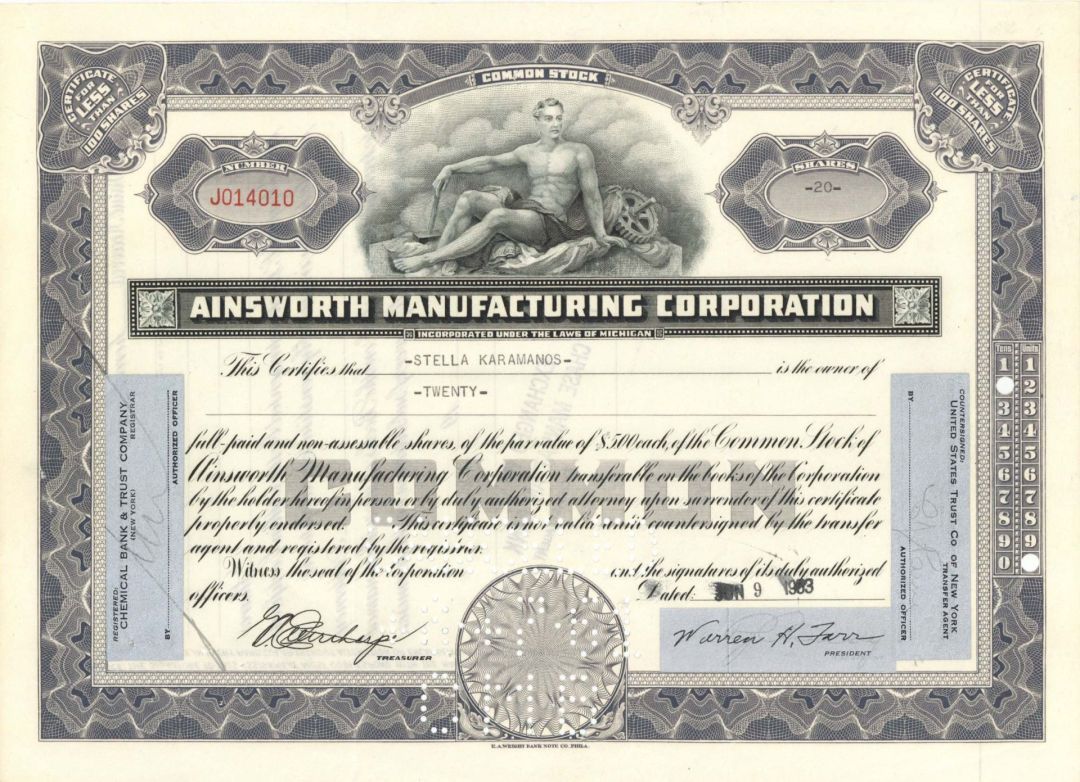 COMMON STOCK
CERTIFICATE FOR LESS THAN 100 SHARES
CERTIFICATE FOR LESS THAN 100 SHARES
NUMBER
J014010
SHARES
-20-
AINSWORTH MANUFACTURING CORPORATION
INCORPORATED UNDER THE LAWS OF MICHIGAN
This Certifies that -STELLA KARAMANOS- is the owner of
-TWENTY-
full-paid and non-assessable shares, of the par value of $5.00 each, of the Common Stock of
Ainsworth Manufacturing Corporation transferable on the books of the Corporation
by the holder hereof in person or by duly authorized attorney upon surrender of this certificate
properly endorsed. This certificate is not valid until countersigned by the transfer
agent and registered by the registrar.
Witness the seal of the Corporation and the signatures of its duly authorized
officers. Dated: JUN 9 1953
COMMON
TREASURER
Warren H. Farr
PRESIDENT
REGISTERED:
CHEMICAL BANK & TRUST COMPANY
(NEW YORK) REGISTRAR
BY
AUTHORIZED OFFICER
COUNTERSIGNED:
UNITED STATES TRUST CO OF NEW YORK
TRANSFER AGENT
BY
AUTHORIZED OFFICER
Tens Units
1 1
2
3 3
4 4
5 5
6 6
7 7
8 8
9 9
0
E.A.WRIGHT BANK NOTE CO. PHILA.